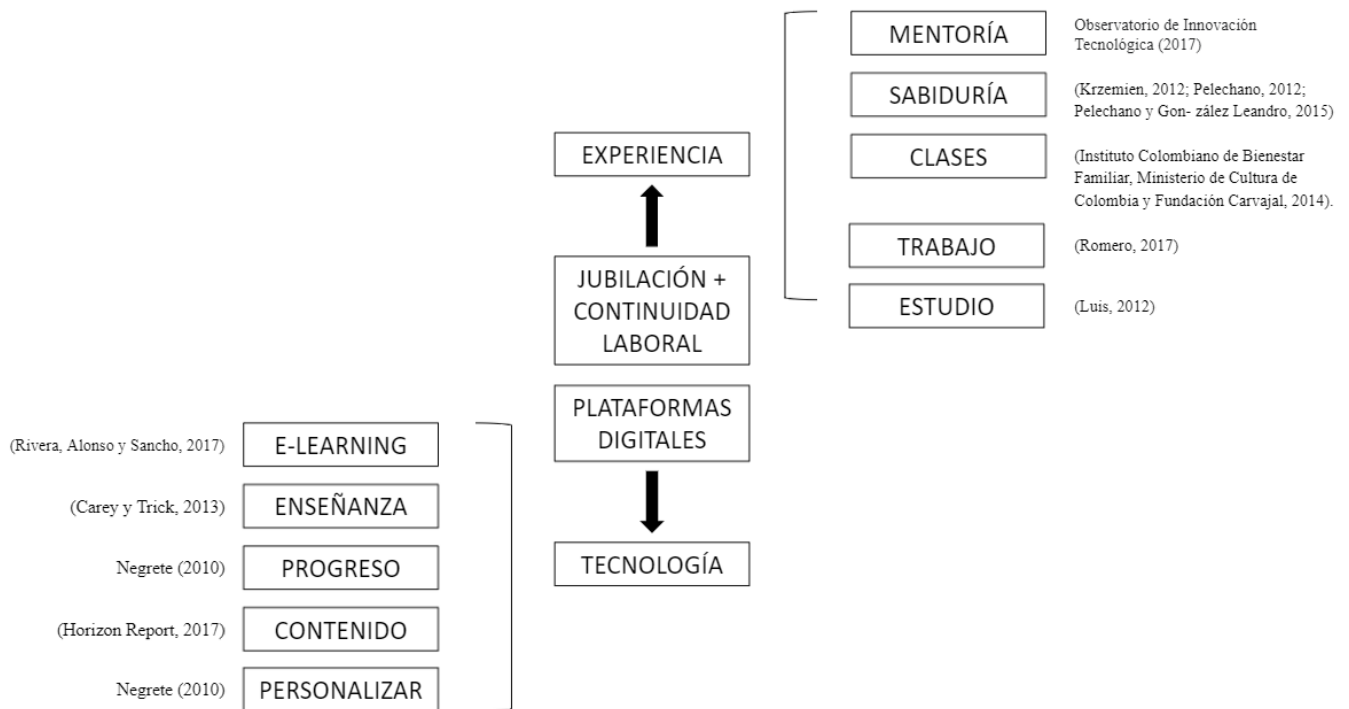 MENTORÍA
Observatorio de Innovación
Tecnológica (2017)
SABIDURÍA
(Krzemien, 2012; Pelechano, 2012;
Pelechano y Gon- zález Leandro, 2015)
EXPERIENCIA
CLASES
(Instituto Colombiano de Bienestar
Familiar, Ministerio de Cultura de
Colombia y Fundación Carvajal, 2014).
TRABAJO
(Romero, 2017)
ESTUDIO
(Luis, 2012)
JUBILACIÓN +
CONTINUIDAD
LABORAL
PLATAFORMAS
DIGITALES
TECNOLOGÍA
(Rivera, Alonso y Sancho, 2017)
E-LEARNING
(Carey y Trick, 2013)
ENSEÑANZA
Negrete (2010)
PROGRESO
(Horizon Report, 2017)
CONTENIDO
Negrete (2010)
PERSONALIZAR